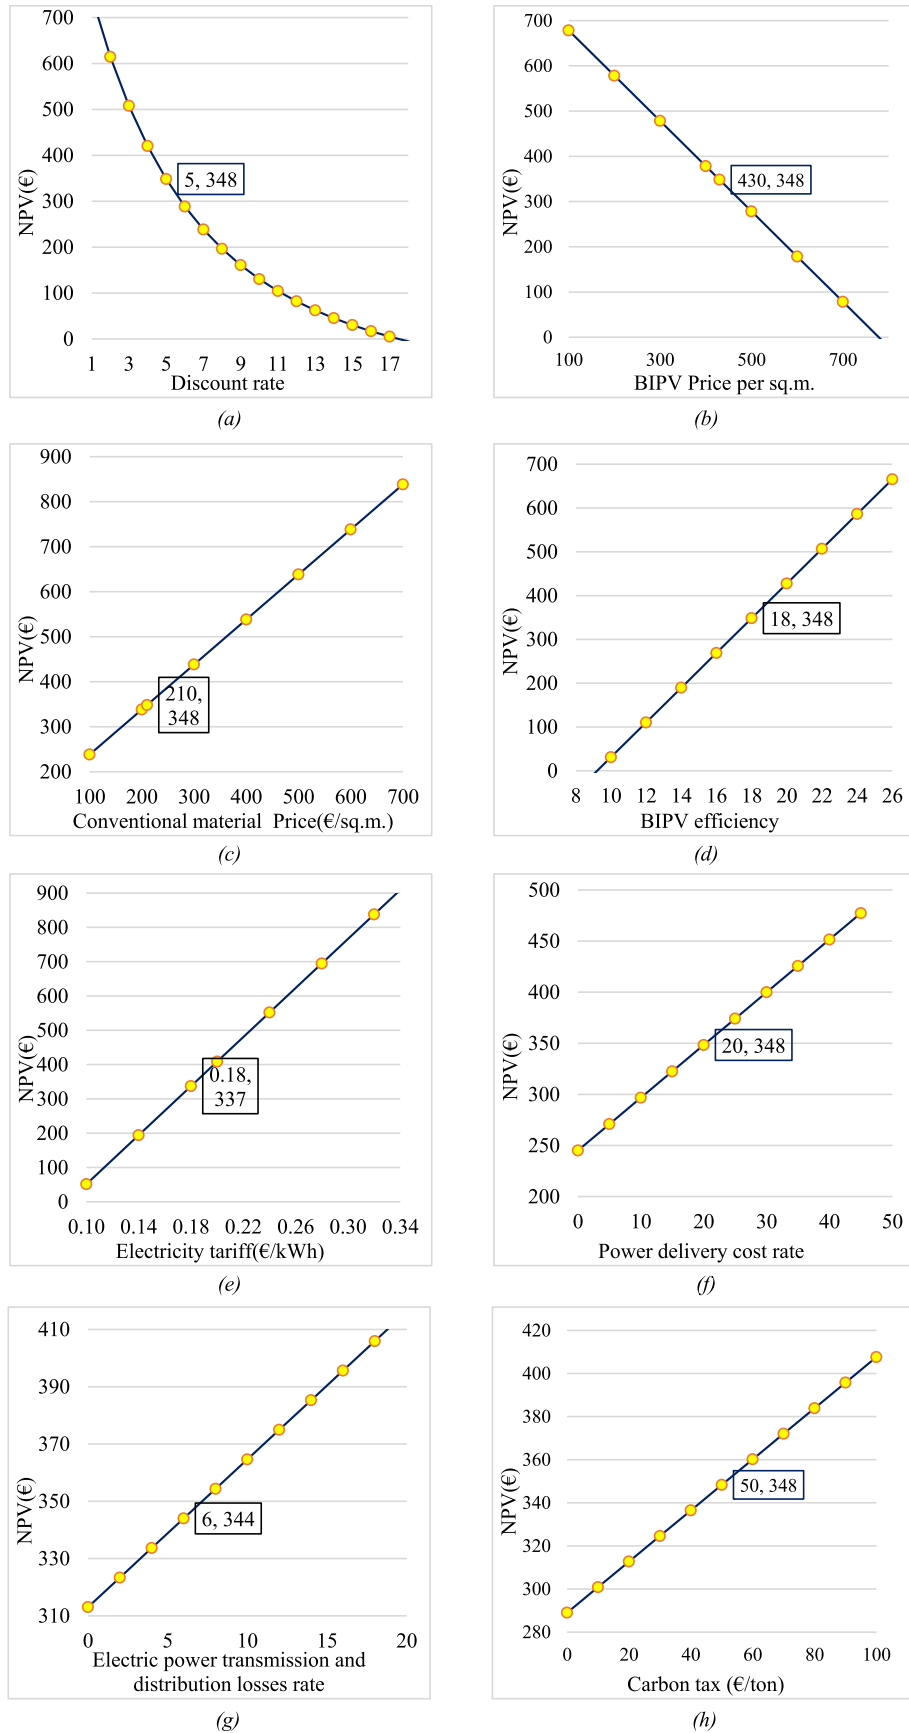 700
600
500
400
300
200
100
0
NPV(€)
5, 348
1 3 5 7 9 11 13 15 17
Discount rate
(a)
700
600
500
400
300
200
100
0
NPV(€)
430, 348
100 300 500 700
BIPV Price per sq.m.
(b)
900
800
700
600
500
400
300
200
NPV(€)
210,
348
100 200 300 400 500 600 700
Conventional material Price(€/sq.m.)
(c)
700
600
500
400
300
200
100
0
NPV(€)
18, 348
8 10 12 14 16 18 20 22 24 26
BIPV efficiency
(d)
900
800
700
600
500
400
300
200
100
0
NPV(€)
0.18,
337
0.10 0.14 0.18 0.22 0.26 0.30 0.34
Electricity tariff(€/kWh)
(e)
500
450
400
350
300
250
200
NPV(€)
20, 348
0 10 20 30 40 50
Power delivery cost rate
(f)
410
390
370
350
330
310
NPV(€)
6, 344
0 5 10 15 20
Electric power transmission and
distribution losses rate
(g)
420
400
380
360
340
320
300
280
NPV(€)
50, 348
0 20 40 60 80 100
Carbon tax (€/ton)
(h)